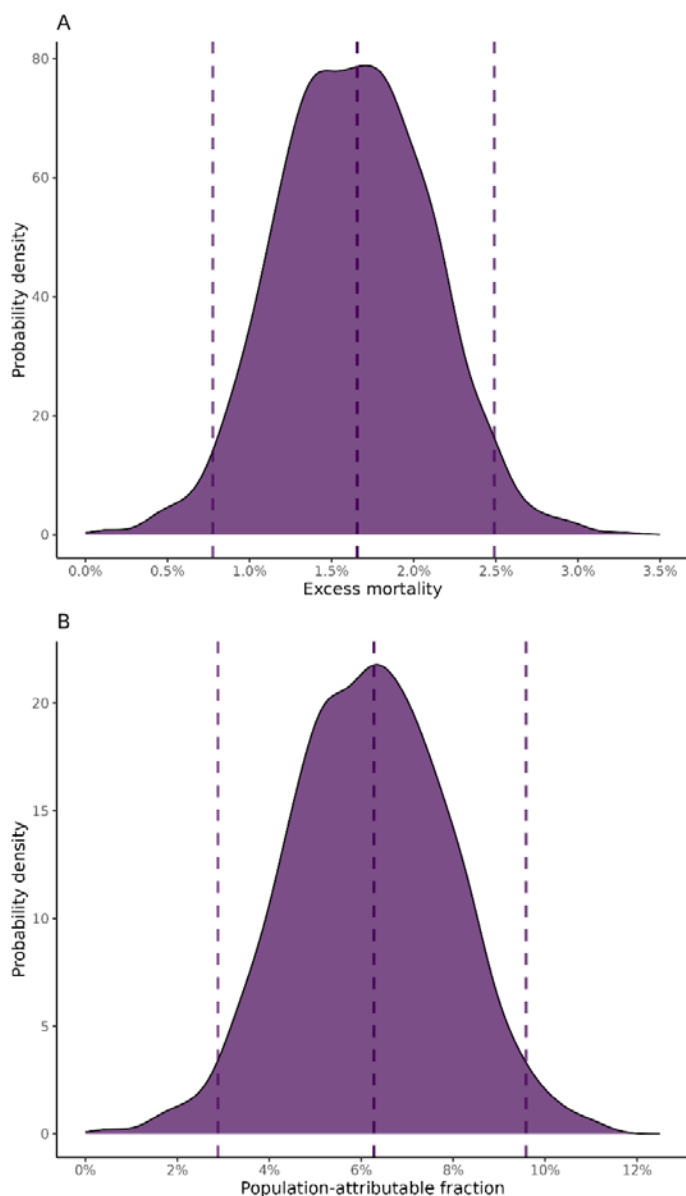 A
80
60
40
20
0
Probability density
0.0% 0.5% 1.0% 1.5% 2.0% 2.5% 3.0% 3.5%
Excess mortality
B
20
15
10
5
0
Probability density
0% 2% 4% 6% 8% 10% 12%
Population-attributable fraction